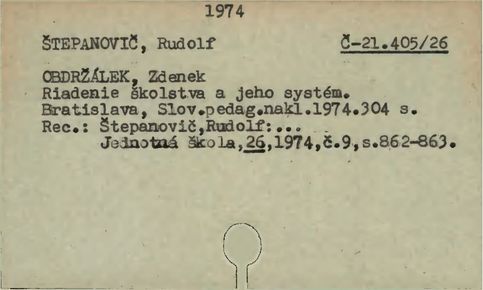 1974
ŠTEPANOVIČ, Rudolf Č-21.405/26
OBDRŽÁLEK, Zdenek
Riadenie školstva a jeho systém.
Bratislava, Slov.pedag.nakl.1974.304 s.
Rec.: Štepanovič,Rudolf:...
Jednotná škola,26,1974,č.9,s.862-863.